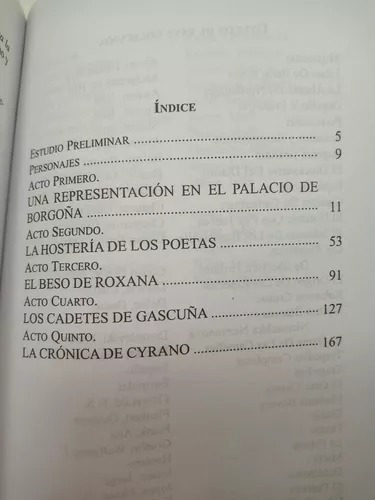 ÍNDICE
ESTUDIO PRELIMINAR 5
PERSONAJES 9
ACTO PRIMERO.
UNA REPRESENTACIÓN EN EL PALACIO DE
BORGOÑA 11
ACTO SEGUNDO.
LA HOSTERÍA DE LOS POETAS 53
ACTO TERCERO.
EL BESO DE ROXANA 91
ACTO CUARTO.
LOS CADETES DE GASCUÑA 127
ACTO QUINTO.
LA CRÓNICA DE CYRANO 167